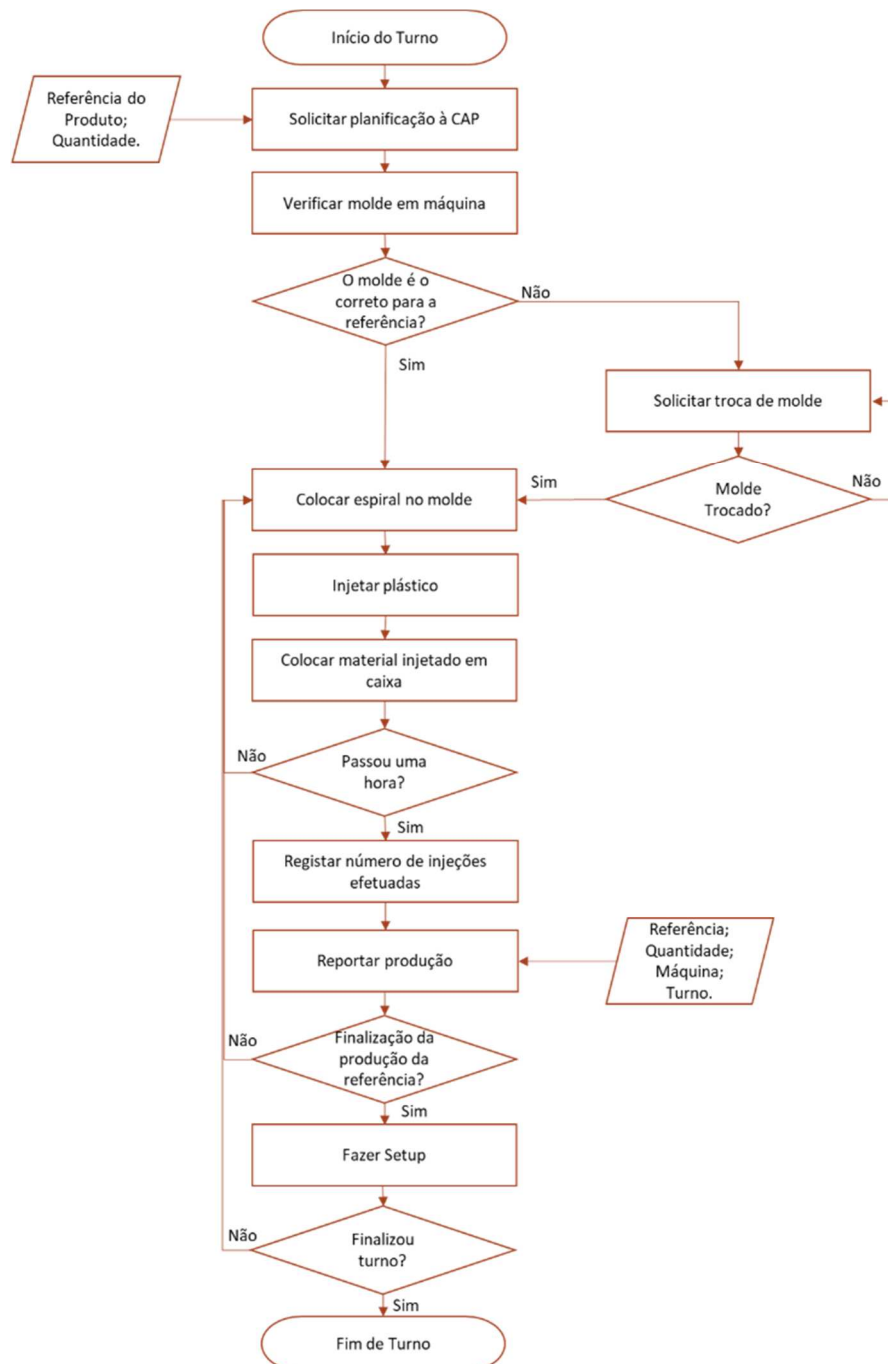 Início do Turno
Referência do
Produto;
Quantidade.
Solicitar planificação à CAP
Verificar molde em máquina
O molde é o
correto para a
referência?
Não
Sim
Solicitar troca de molde
Colocar espiral no molde
Sim
Molde
Trocado?
Não
Injetar plástico
Colocar material injetado em
caixa
Não
Passou uma
hora?
Sim
Registar número de injeções
efetuadas
Reportar produção
Referência;
Quantidade;
Máquina;
Turno.
Não
Finalização da
produção da
referência?
Sim
Fazer Setup
Não
Finalizou
turno?
Sim
Fim de Turno